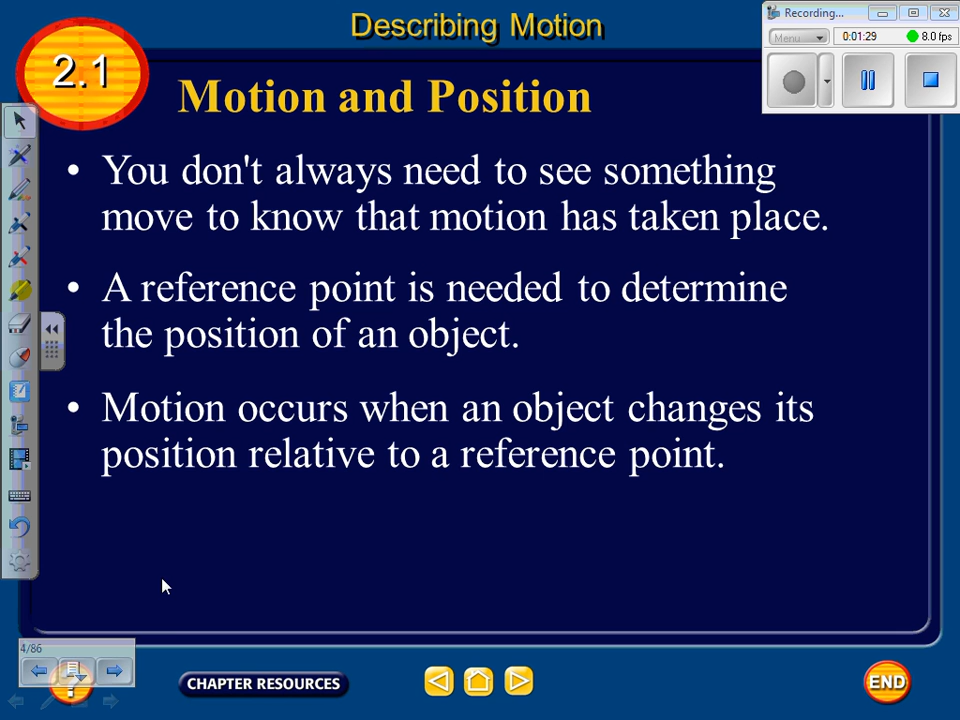 Describing Motion
Recording...
Menu
0:01:29
8.0 fps
2.1
Motion and Position
• You don't always need to see something
move to know that motion has taken place.
• A reference point is needed to determine
the position of an object.
• Motion occurs when an object changes its
position relative to a reference point.
4/86
?
CHAPTER RESOURCES
END